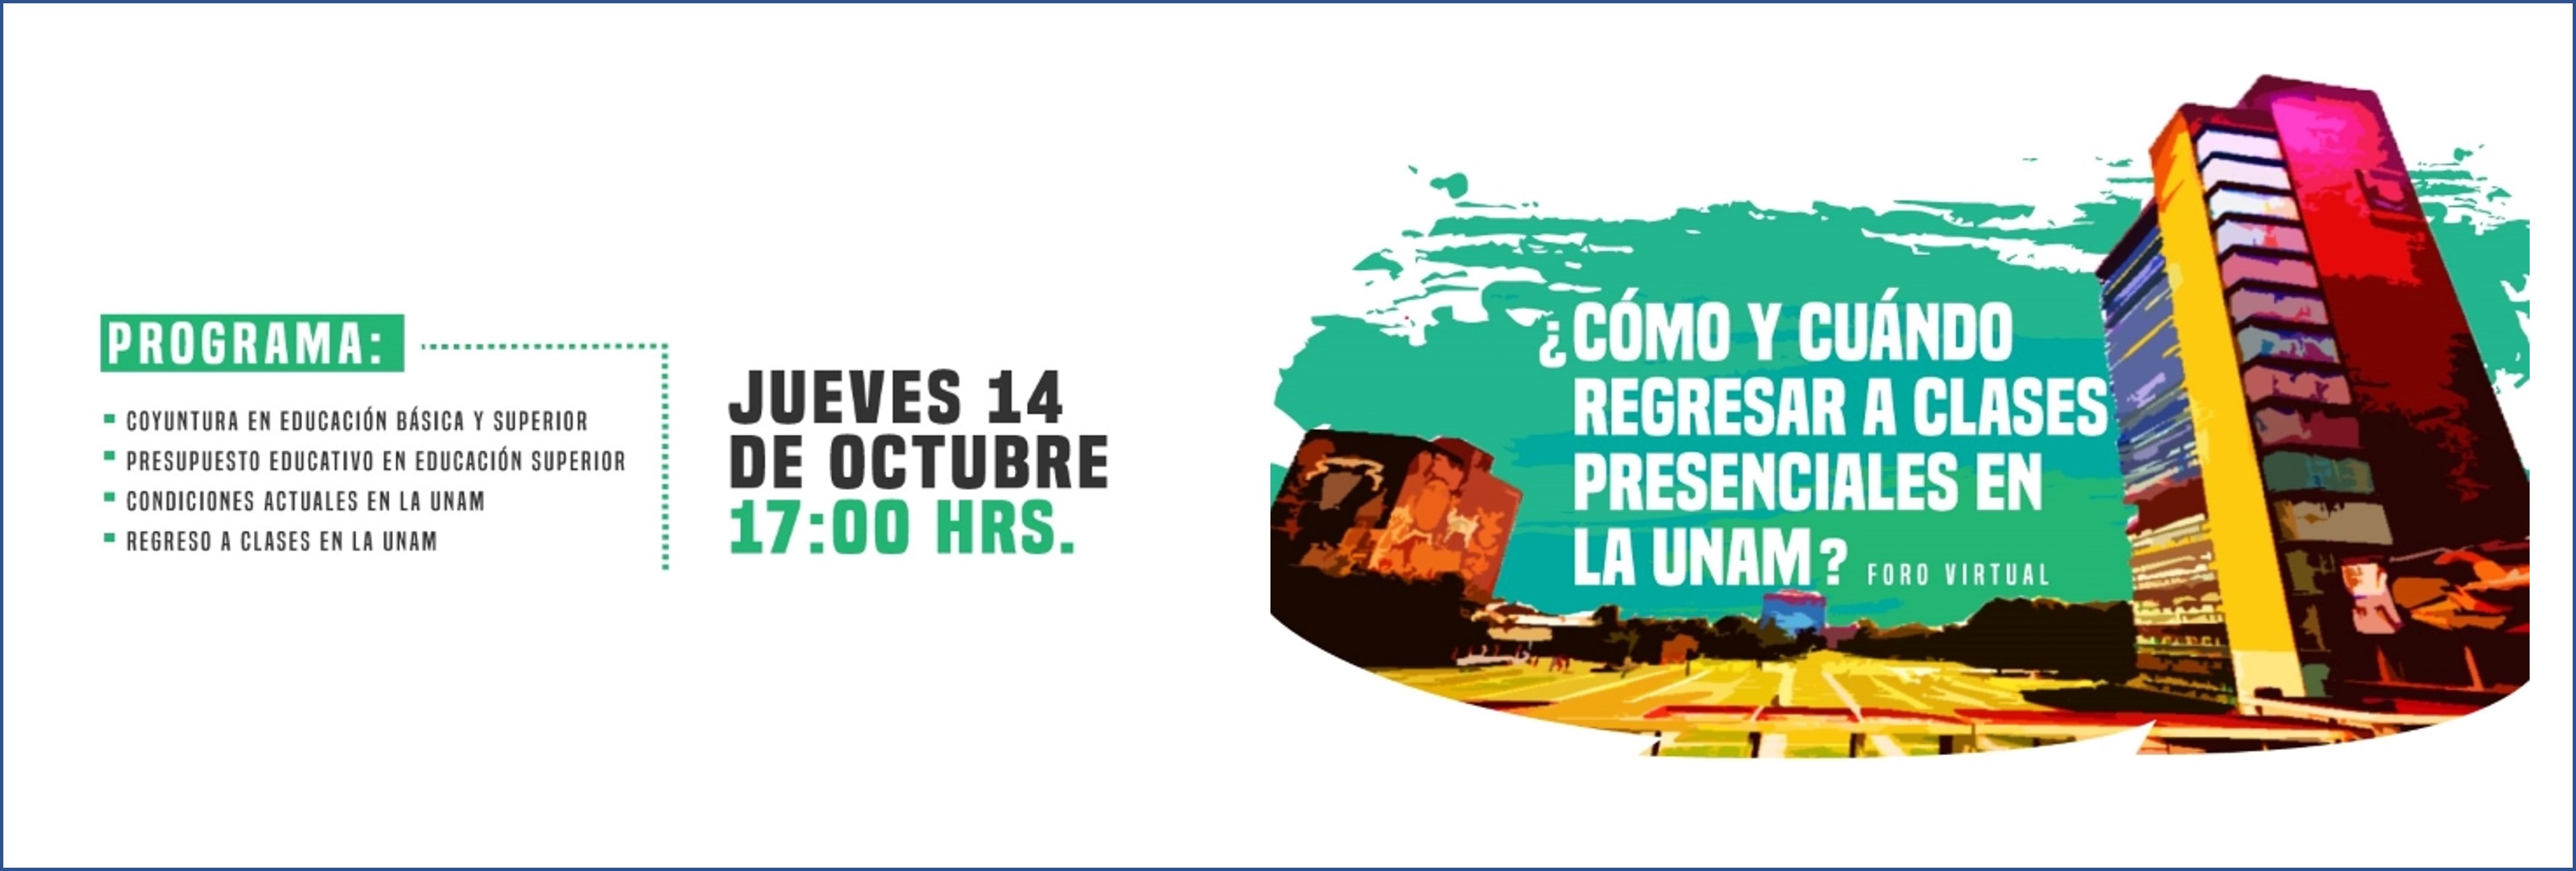 PROGRAMA:
COYUNTURA EN EDUCACIÓN BÁSICA Y SUPERIOR
PRESUPUESTO EDUCATIVO EN EDUCACIÓN SUPERIOR
CONDICIONES ACTUALES EN LA UNAM
REGRESO A CLASES EN LA UNAM
JUEVES 14
DE OCTUBRE
17:00 HRS.
¿CÓMO Y CUÁNDO
REGRESAR A CLASES
PRESENCIALES EN
LA UNAM? FORO VIRTUAL